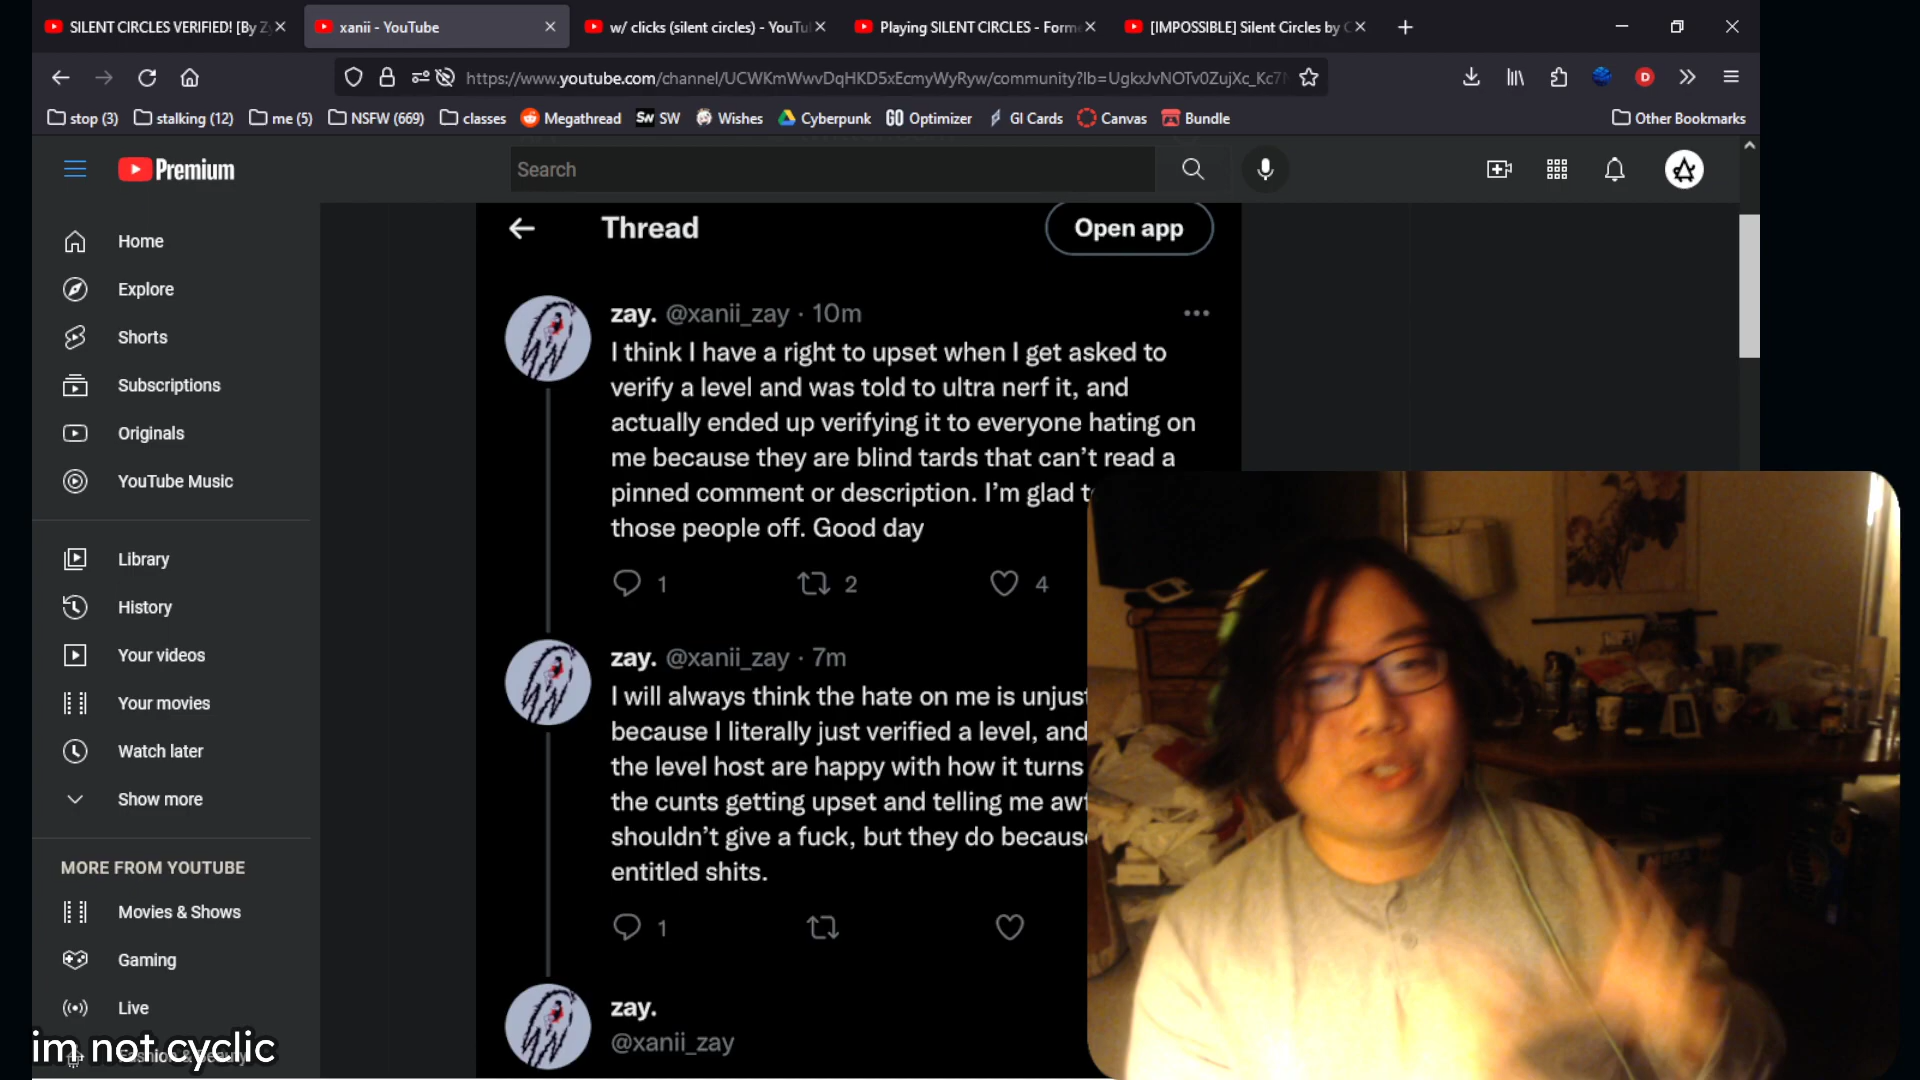 SILENT CIRCLES VERIFIED! [By Z
xanii - YouTube
w/ clicks (silent circles) - YouTu
Playing SILENT CIRCLES - Form
[IMPOSSIBLE] Silent Circles by
https://www.youtube.com/channel/UCWKmWwvDqHKD5xEcmyWyRyw/community?lb=UgkxJvNOTv0ZujXc_Kc7
stop (3)
stalking (12)
me (5)
NSFW (669)
classes
Megathread
SW SW
Wishes
Cyberpunk
GO Optimizer
GI Cards
Canvas
Bundle
Other Bookmarks
Premium
Search
Home
Explore
Shorts
Subscriptions
Originals
YouTube Music
Library
History
Your videos
Your movies
Watch later
Show more
MORE FROM YOUTUBE
Movies & Shows
Gaming
Live
Fashion & Beauty
im not cyclic
Thread
Open app
zay. @xanii_zay · 10m
I think I have a right to upset when I get asked to
verify a level and was told to ultra nerf it, and
actually ended up verifying it to everyone hating on
me because they are blind tards that can't read a
pinned comment or description. I'm glad t
those people off. Good day
1 2 4
zay. @xanii_zay · 7m
I will always think the hate on me is unjust
because I literally just verified a level, and
the level host are happy with how it turns
the cunts getting upset and telling me aw
shouldn't give a fuck, but they do because
entitled shits.
1
zay.
@xanii_zay